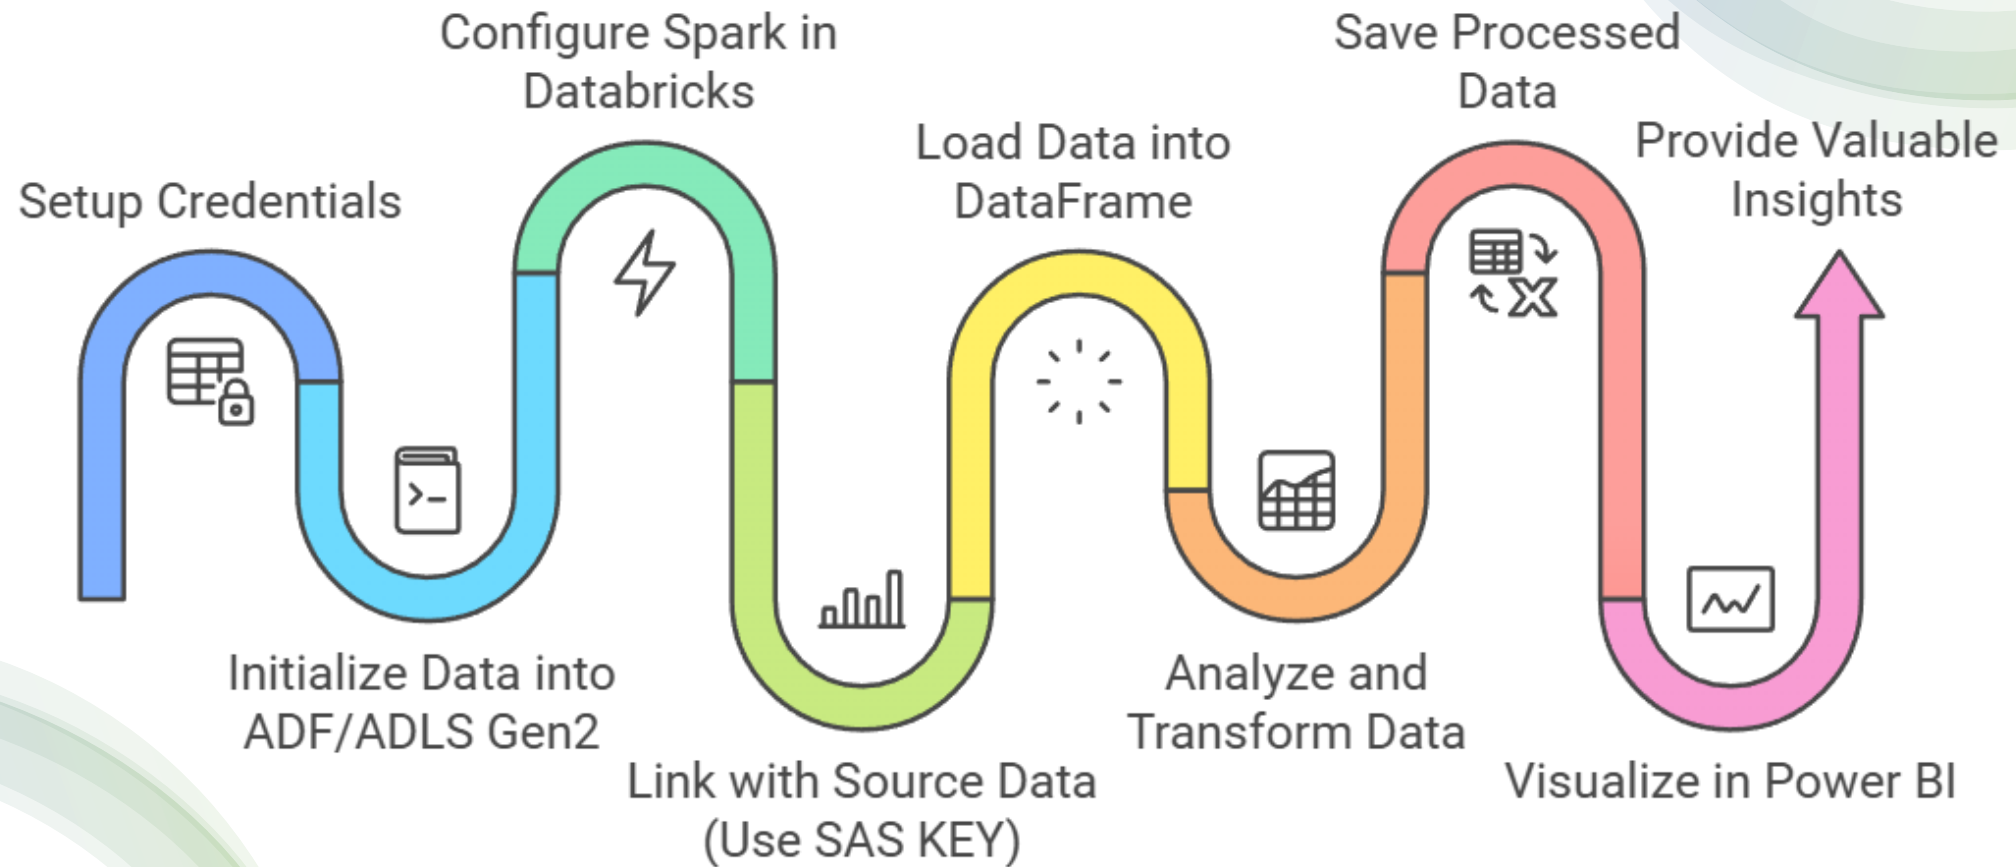 Setup Credentials
Initialize Data into
ADF/ADLS Gen2
Configure Spark in
Databricks
Link with Source Data
(Use SAS KEY)
Load Data into
DataFrame
Analyze and
Transform Data
Save Processed
Data
Visualize in Power BI
Provide Valuable
Insights